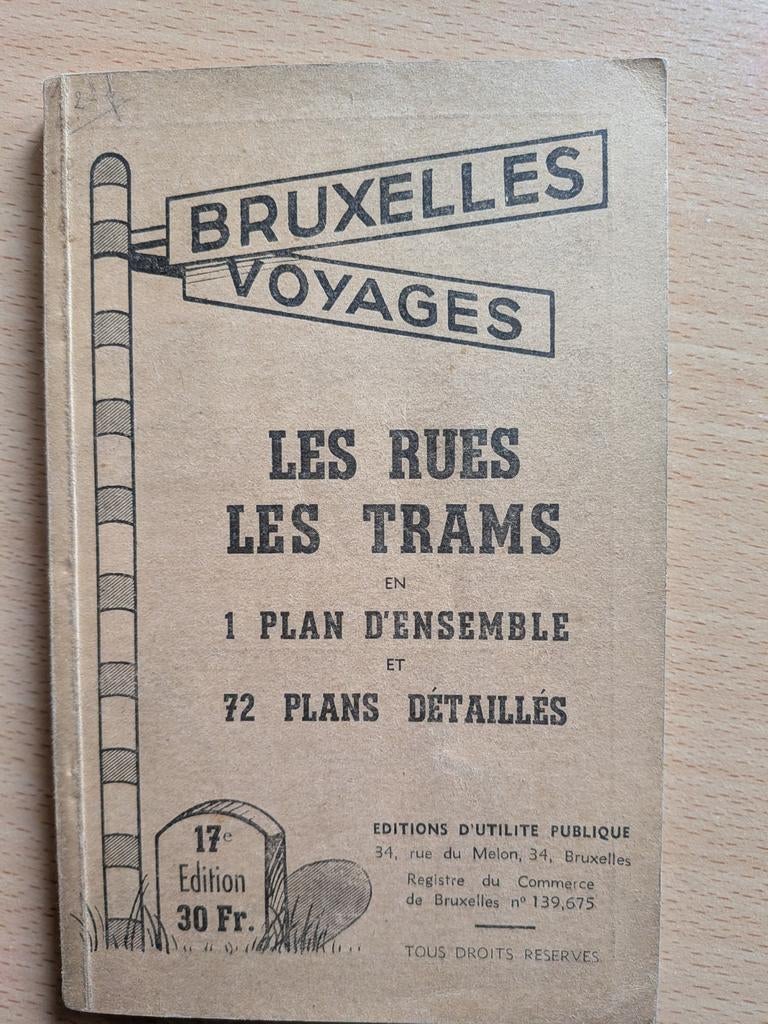 BRUXELLES
VOYAGES
LES RUES
LES TRAMS
EN
1 PLAN D'ENSEMBLE
ET
72 PLANS DÉTAILLÉS
17e
Edition
30 Fr.
EDITIONS D'UTILITE PUBLIQUE
34, rue du Melon, 34, Bruxelles
Registre du Commerce
de Bruxelles nº 139,675
TOUS DROITS RESERVES